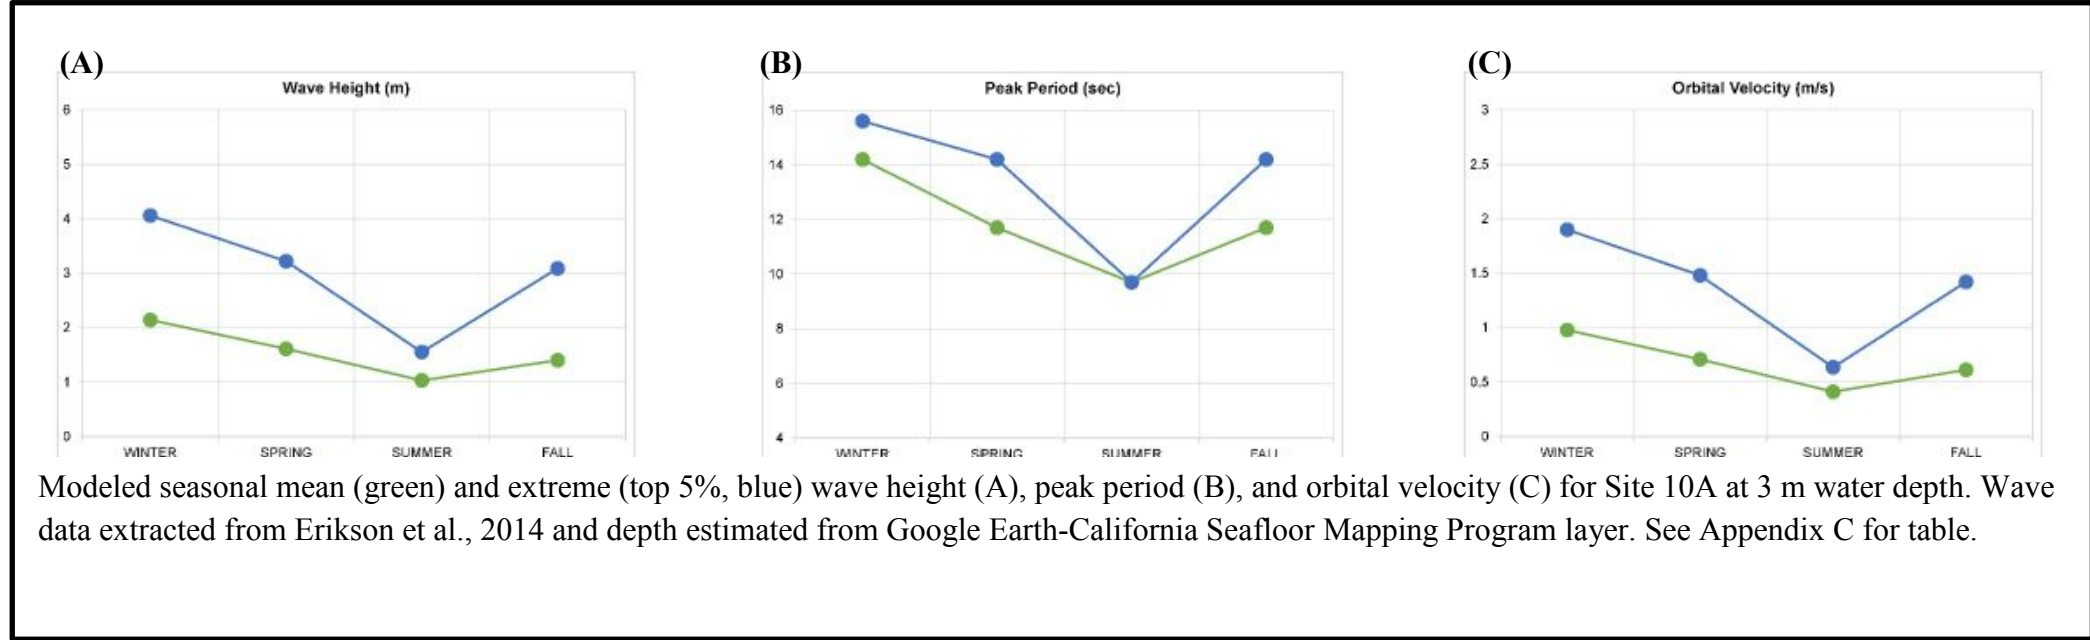 (A)
Wave Height (m)
6
5
4
3
2
1
0
WINTER SPRING SUMMER FALL
(B)
Peak Period (sec)
16
14
12
10
8
6
4
WINTER SPRING SUMMER FALL
(C)
Orbital Velocity (m/s)
3
2.5
2
1.5
1
0.5
0
WINTER SPRING SUMMER FALL
Modeled seasonal mean (green) and extreme (top 5%, blue) wave height (A), peak period (B), and orbital velocity (C) for Site 10A at 3 m water depth. Wave
data extracted from Erikson et al., 2014 and depth estimated from Google Earth-California Seafloor Mapping Program layer. See Appendix C for table.